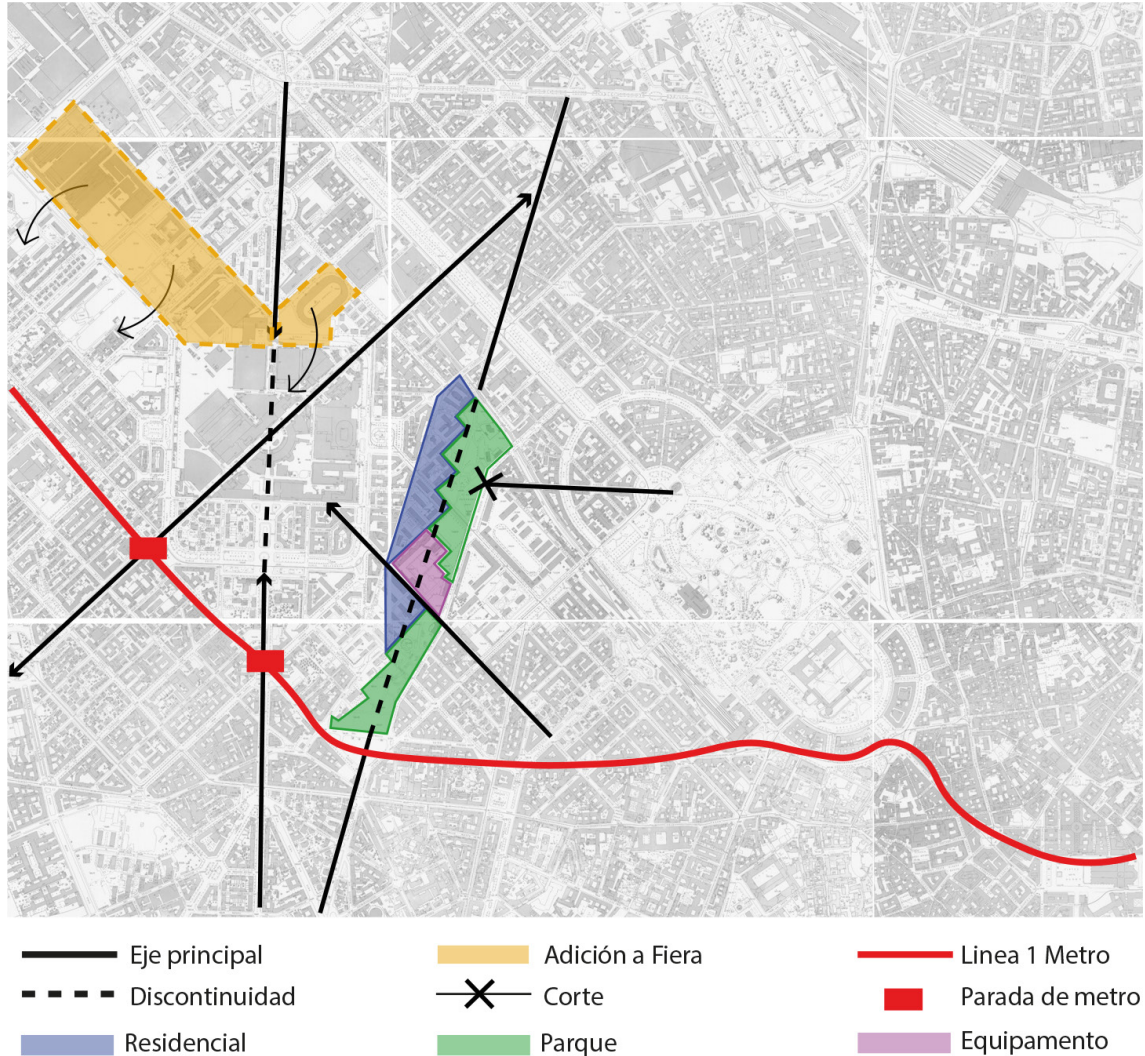 Eje principal
Adición a Fiera
Linea 1 Metro
Discontinuidad
Corte
Parada de metro
Residencial
Parque
Equipamento